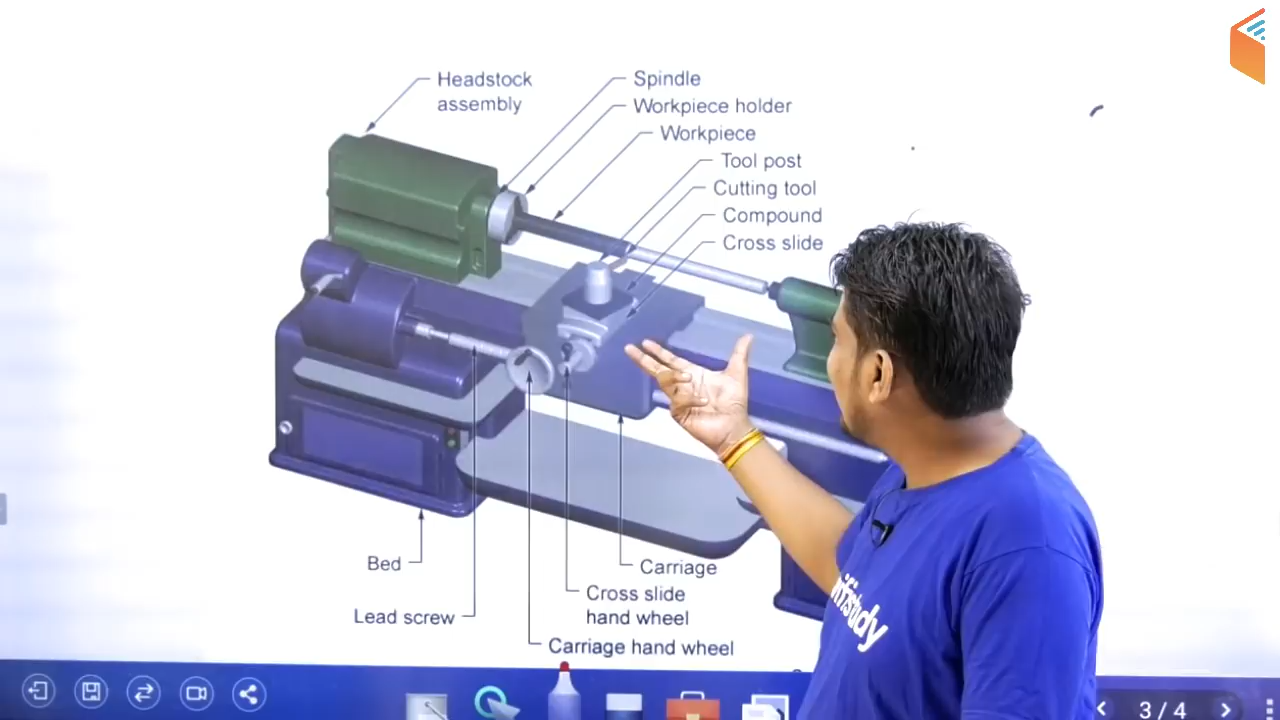 Headstock
assembly
Spindle
Workpiece holder
Workpiece
Tool post
Cutting tool
Compound
Cross slide
Bed
Lead screw
Carriage
Cross slide
hand wheel
Carriage hand wheel
3 / 4